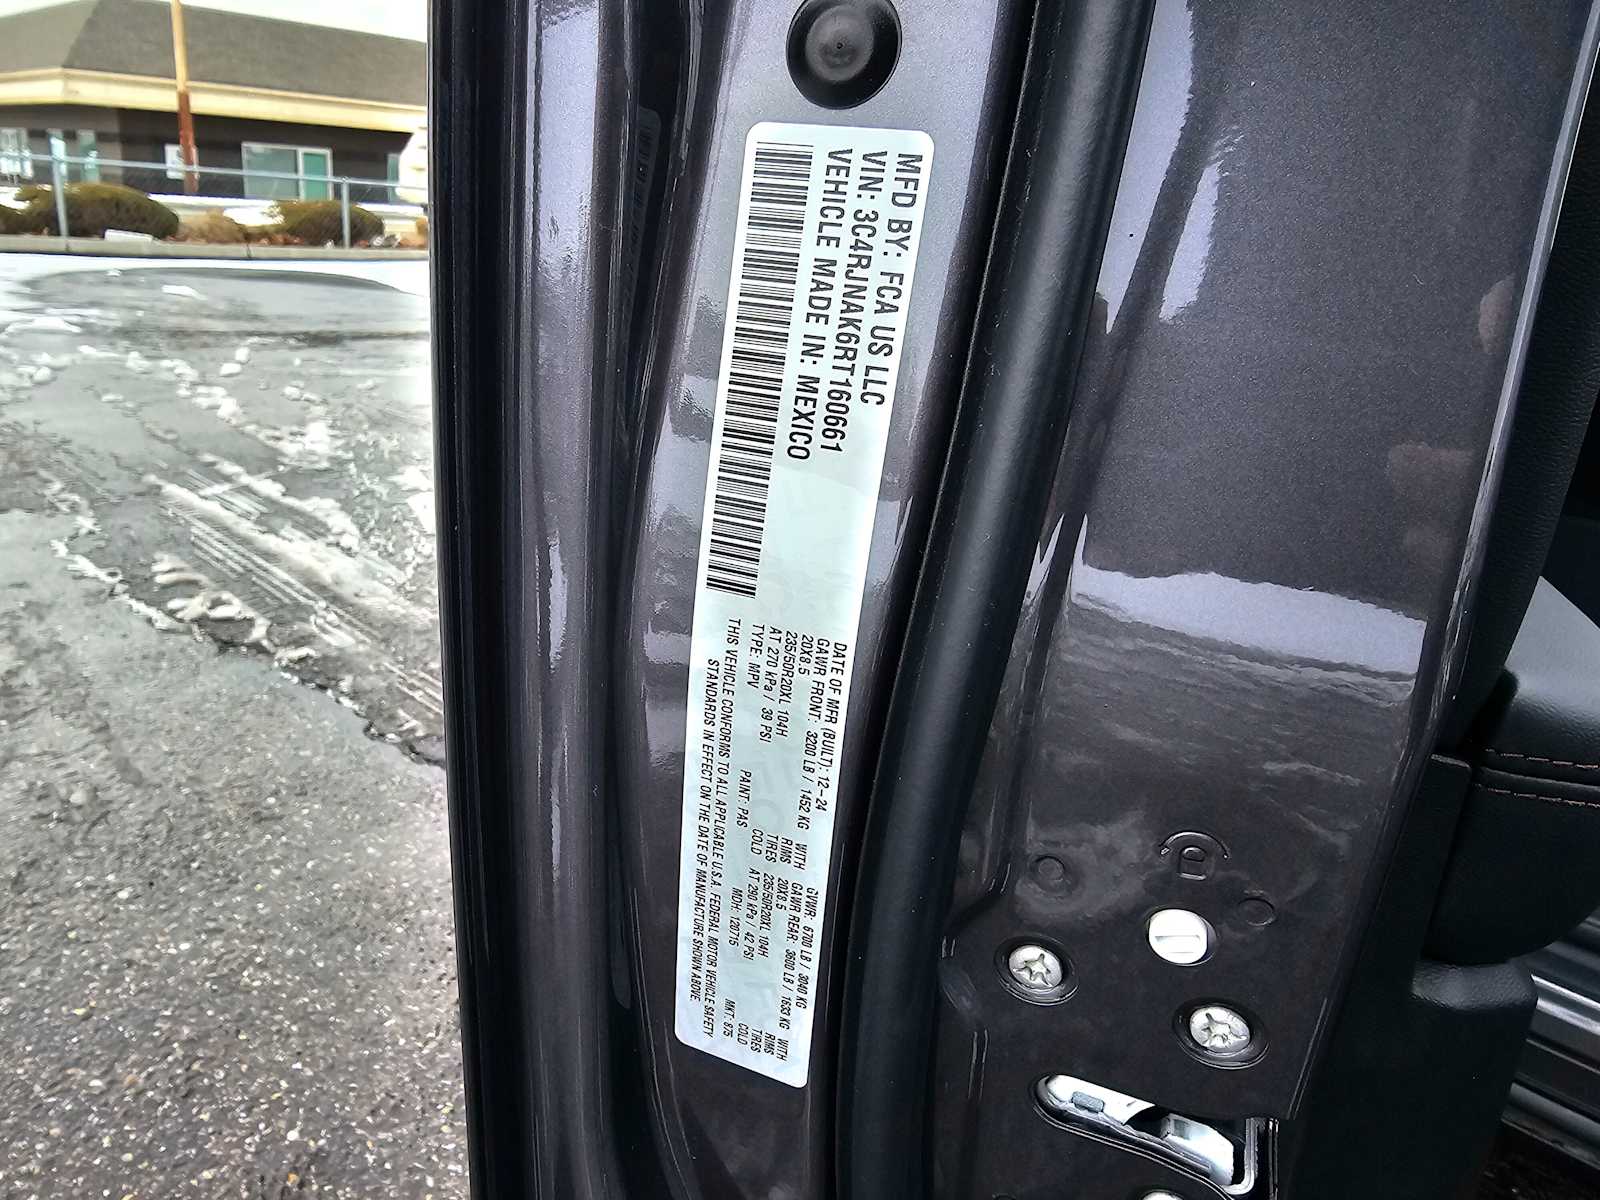 MFD BY: FCA US LLC
VIN: 3C4RJNAK6RT160661
VEHICLE MADE IN: MEXICO
DATE OF MFR (BUILT): 12-24 GVWR: 6700 LB / 3040 KG
GAWR FRONT: 3200 LB / 1452 KG WITH GAWR REAR: 3600 LB / 1633 KG WITH
20X8.5 RIMS 20X8.5 RIMS
235/50R20XL 104H TIRES 235/50R20XL 104H TIRES
AT 270 kPa / 39 PSI COLD AT 290 kPa / 42 PSI COLD
TYPE: MPV PAINT: PAS MDH: 120715 MKT: 875
THIS VEHICLE CONFORMS TO ALL APPLICABLE U.S.A. FEDERAL MOTOR VEHICLE SAFETY
STANDARDS IN EFFECT ON THE DATE OF MANUFACTURE SHOWN ABOVE.